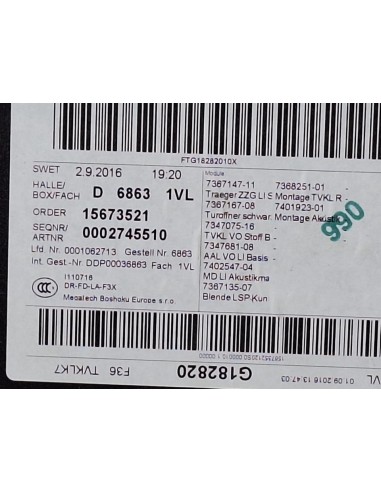 FTG18282010X
SWET 2.9.2016 19:20
HALLE/
BOX/FACH D 6863 1VL
ORDER 15673521
SEQNR/
ARTNR 0002745510
Lfd. Nr. 0001062713 Gestell Nr. 6863
Int. Gest.-Nr. DDP00036863 Fach 1VL
I110716
DR-FD-LA-F3X
Megatech Boshoku Europe s.r.o.
Module
7367147-11 7368251-01 -
Traeger ZZG LI S Montage TVKL R -
7367167-08 7401923-01 -
Türöffner schwar Montage Akustik
7347075-16 -
TVKL VO Stoff B -
7347681-08 -
AAL VO LI Basis -
7402547-04 -
MD LI Akustikma -
7367135-07 -
Blende LSP-Kun -
990
F36 TVKLK7
G182820
01.09.2016 13.47.03